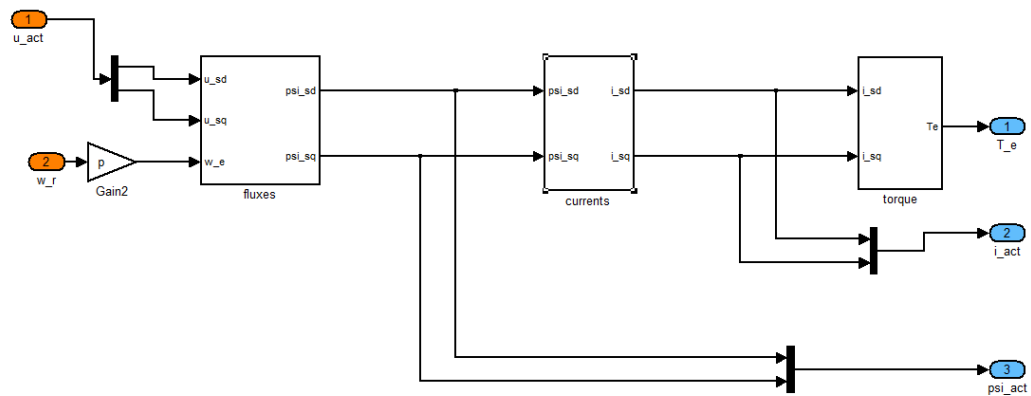 1
u_act
2
w_r
p
Gain2
u_sd
u_sq
w_e
psi_sd
psi_sq
fluxes
psi_sd
psi_sq
i_sd
i_sq
currents
i_sd
i_sq
Te
torque
1
T_e
2
i_act
3
psi_act